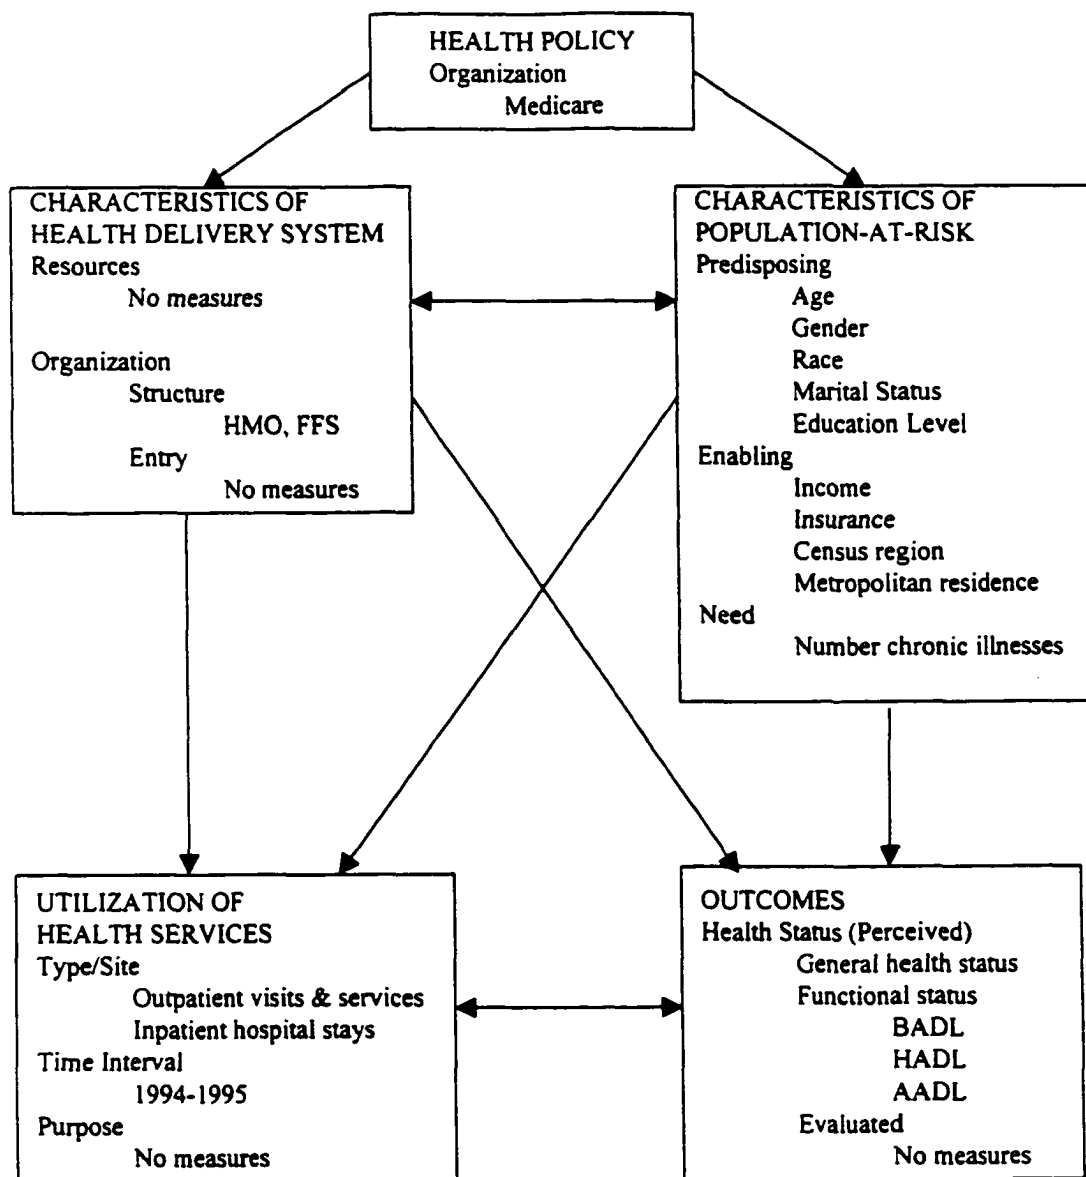 HEALTH POLICY
Organization
Medicare
CHARACTERISTICS OF
HEALTH DELIVERY SYSTEM
Resources
No measures
Organization
Structure
HMO, FFS
Entry
No measures
CHARACTERISTICS OF
POPULATION-AT-RISK
Predisposing
Age
Gender
Race
Marital Status
Education Level
Enabling
Income
Insurance
Census region
Metropolitan residence
Need
Number chronic illnesses
UTILIZATION OF
HEALTH SERVICES
Type/Site
Outpatient visits & services
Inpatient hospital stays
Time Interval
1994-1995
Purpose
No measures
OUTCOMES
Health Status (Perceived)
General health status
Functional status
BADL
HADL
AADL
Evaluated
No measures